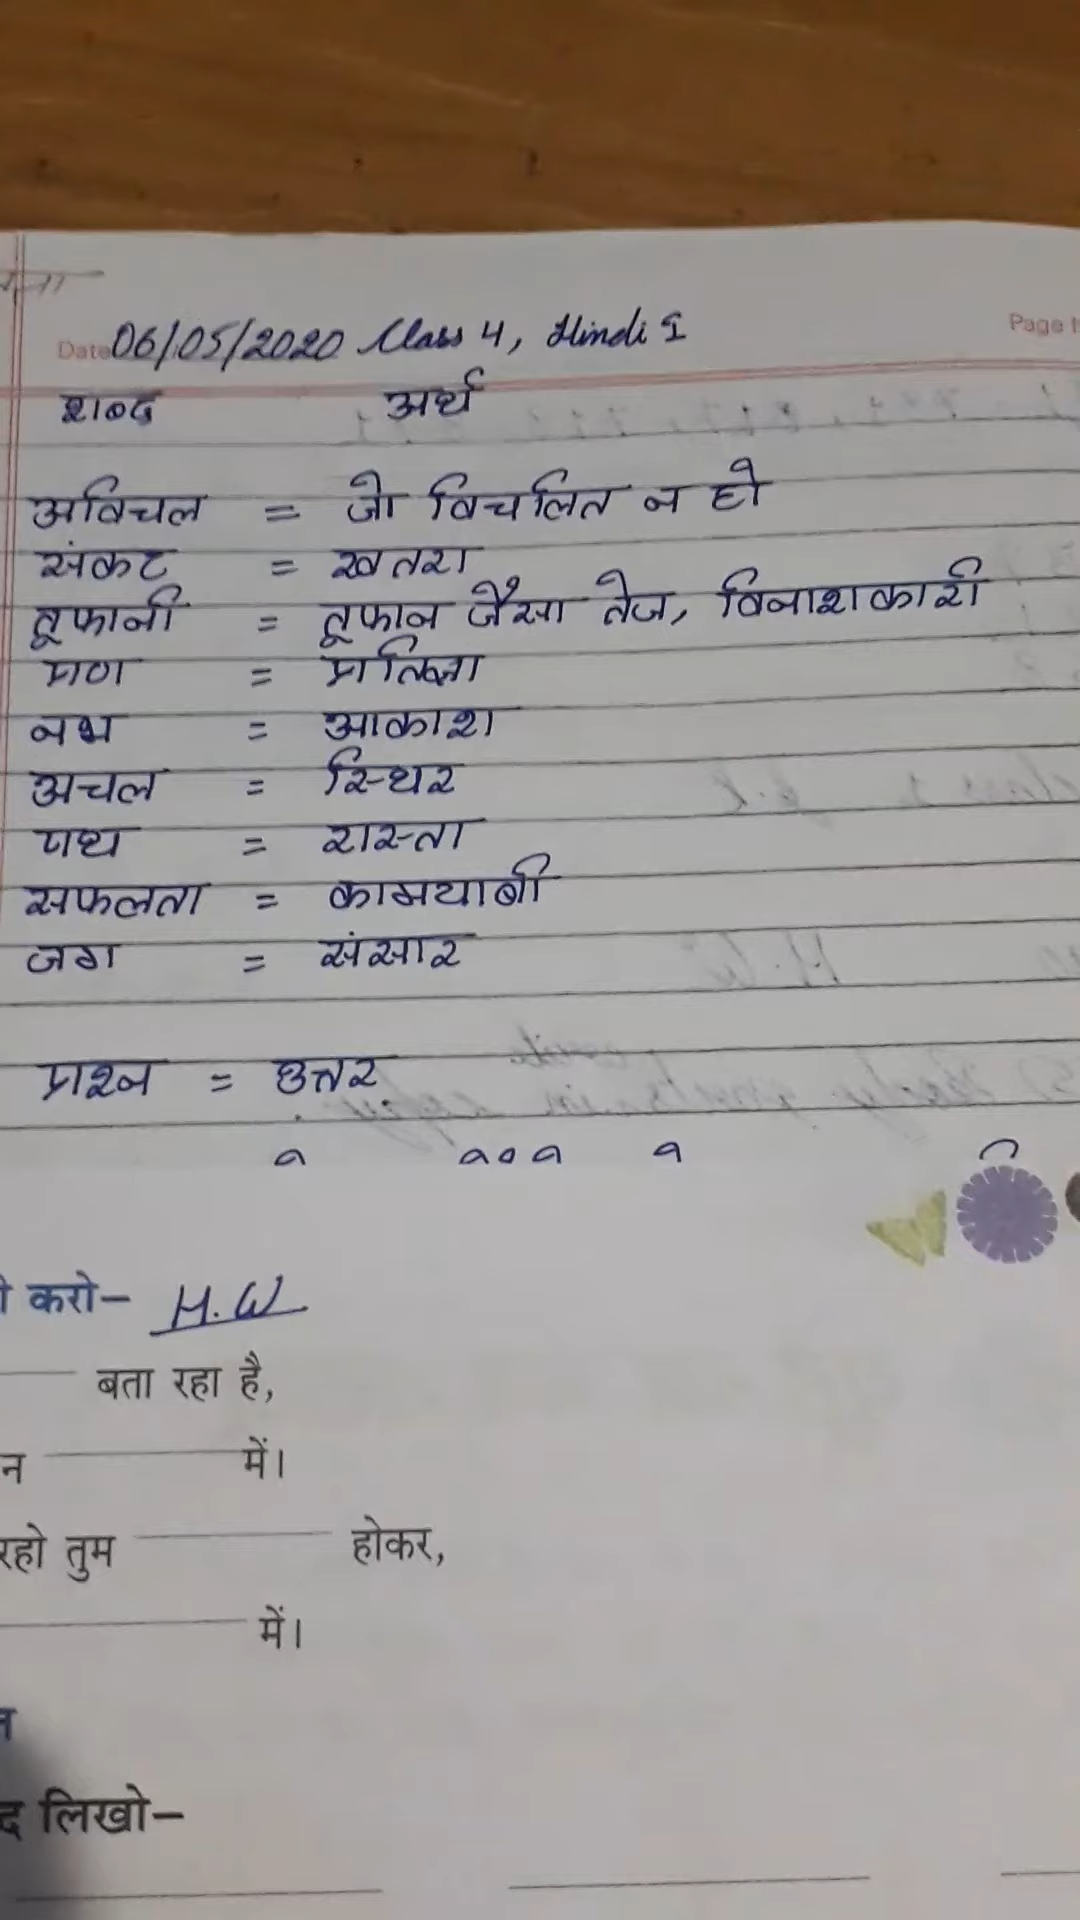 Date 06/05/2020 Class 4, Hindi I
Page
शब्द अर्थ
अविचल = जो विचलित न हो
संकट = खतरा
तूफानी = तूफान जैसा तेज, विनाशकारी
प्रण = प्रतिज्ञा
नभ = आकाश
अचल = स्थिर
पथ = रास्ता
सफलता = कामयाबी
जग = संसार
प्रश्न = उत्तर
करो- H.W
बता रहा है,
न में।
रहो तुम होकर,
में।
लिखो-